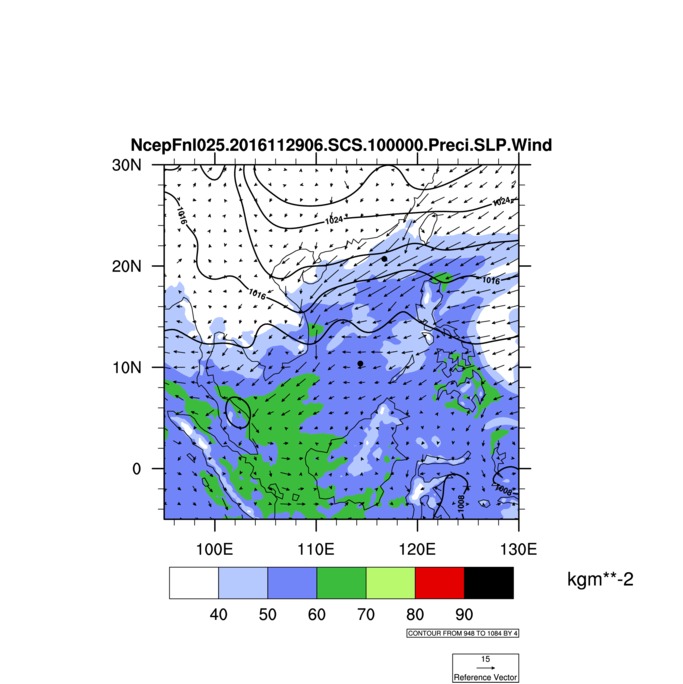 NcepFnl025.2016112906.SCS.100000.Preci.SLP.Wind
30N
1024
1016
1024
20N
1016
1016
10N
0
1008
1008
100E 110E 120E 130E
kgm**-2
40 50 60 70 80 90
CONTOUR FROM 948 TO 1084 BY 4
15
Reference Vector